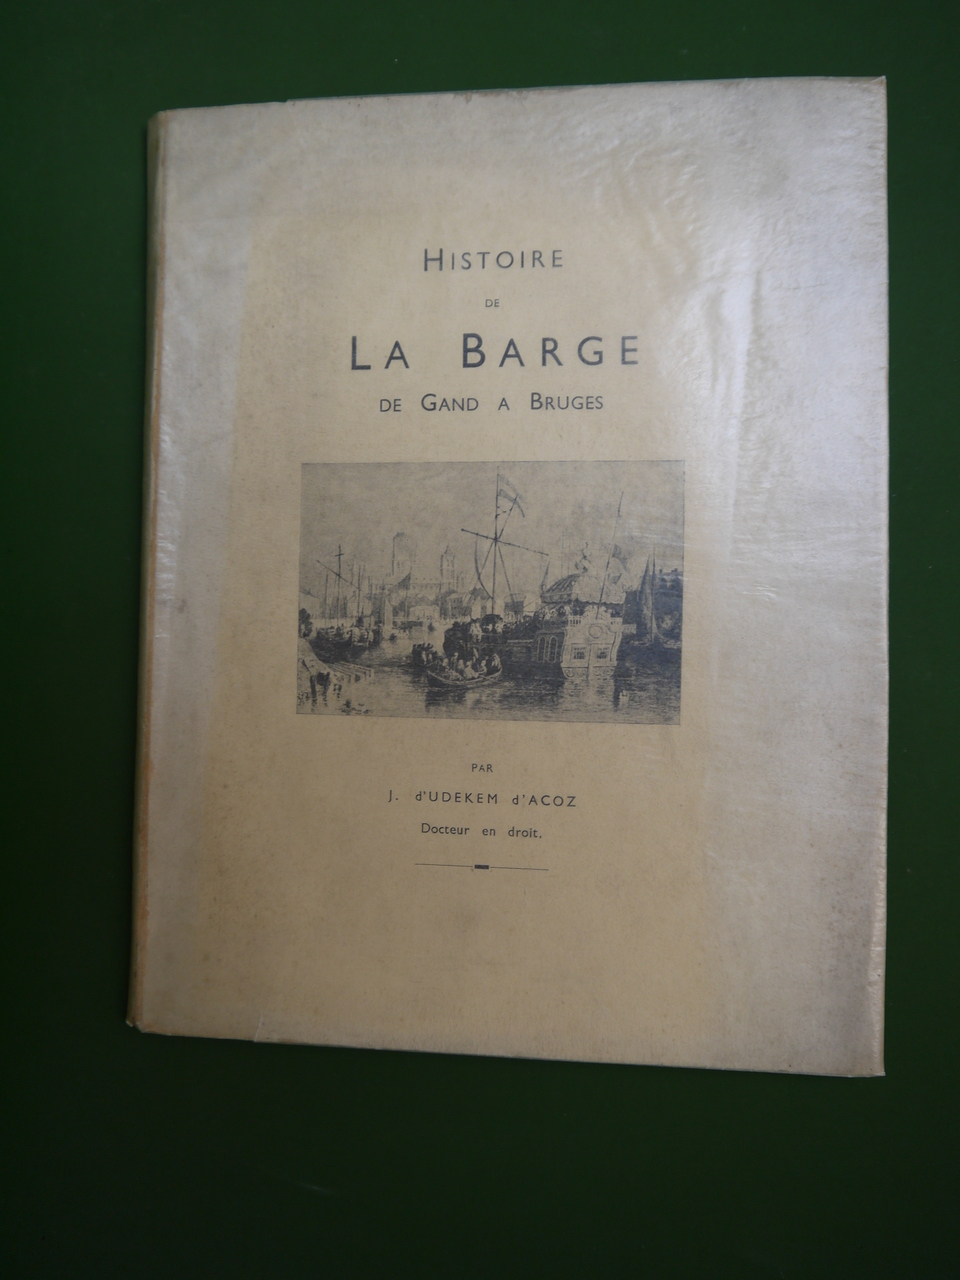 HISTOIRE
DE
LA BARGE
DE GAND A BRUGES
PAR
J. d'UDEKEM d'ACOZ
Docteur en droit.